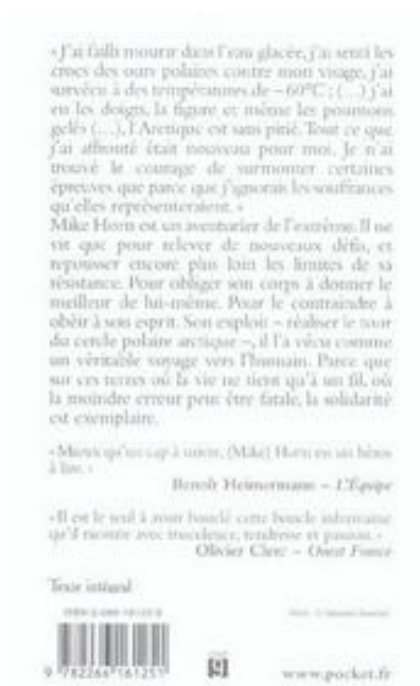 « J'ai failli mourir dans l'eau glacée, j'ai senti les
crocs des ours polaires contre mon visage, j'ai
survécu à des températures de – 60°C ; (…) j'ai
eu les doigts, la figure et même les poumons
gelés (…), l'Arctique est sans pitié. Tout ce que
j'ai affronté était nouveau pour moi. Je n'ai
trouvé le courage de surmonter certaines
épreuves que parce que j'ignorais les souffrances
qu'elles représenteraient. »
Mike Horn est un aventurier de l'extrême. Il ne
vit que pour relever de nouveaux défis, et
repousser encore plus loin les limites de sa
résistance. Pour obliger son corps à donner le
meilleur de lui-même. Pour le contraindre à
obéir à son esprit. Son exploit – réaliser le tour
du cercle polaire arctique –, il l'a vécu comme
un véritable voyage vers l'humain. Parce que
sur ces terres où la vie ne tient qu'à un fil, où
la moindre erreur peut être fatale, la solidarité
est exemplaire.
« Mieux qu'un cap à suivre, (Mike) Horn est un héros
à lire. »
Benoît Heimermann – L'Équipe
« Il est le seul à avoir bouclé cette boucle inhumaine
qu'il raconte avec truculence, tendresse et passion. »
Olivier Clerc – Ouest France
Texte intégral
9 782266 161251
www.pocket.fr